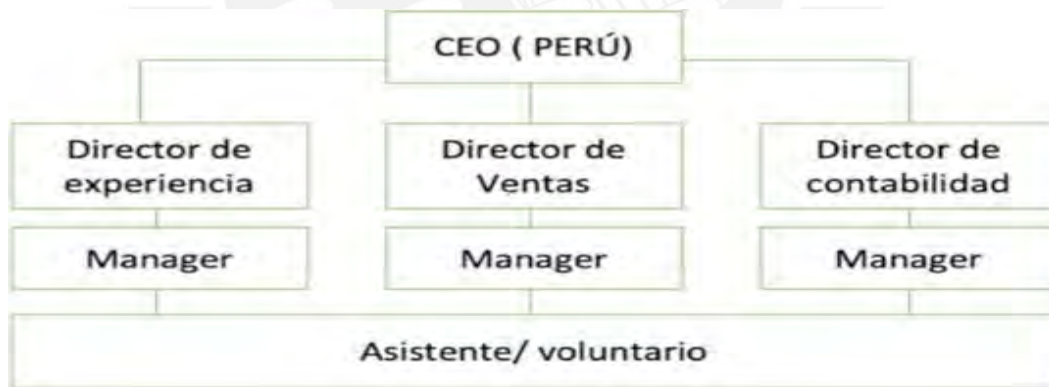 CEO ( PERÚ)
Director de
experiencia
Director de
Ventas
Director de
contabilidad
Manager
Manager
Manager
Asistente/ voluntario